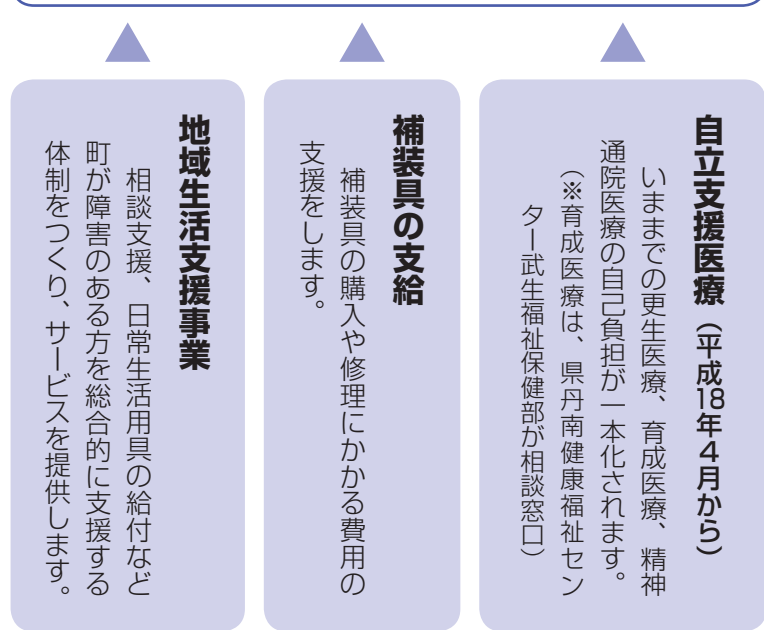 自立支援医療（平成18年4月から）
いままでの更生医療、育成医療、精神
通院医療の自己負担が一本化されます。
（※育成医療は、県丹南健康福祉セン
ター武生福祉保健部が相談窓口）
補装具の支給
補装具の購入や修理にかかる費用の
支援をします。
地域生活支援事業
相談支援、日常生活用具の給付など
町が障害のある方を総合的に支援する
体制をつくり、サービスを提供します。